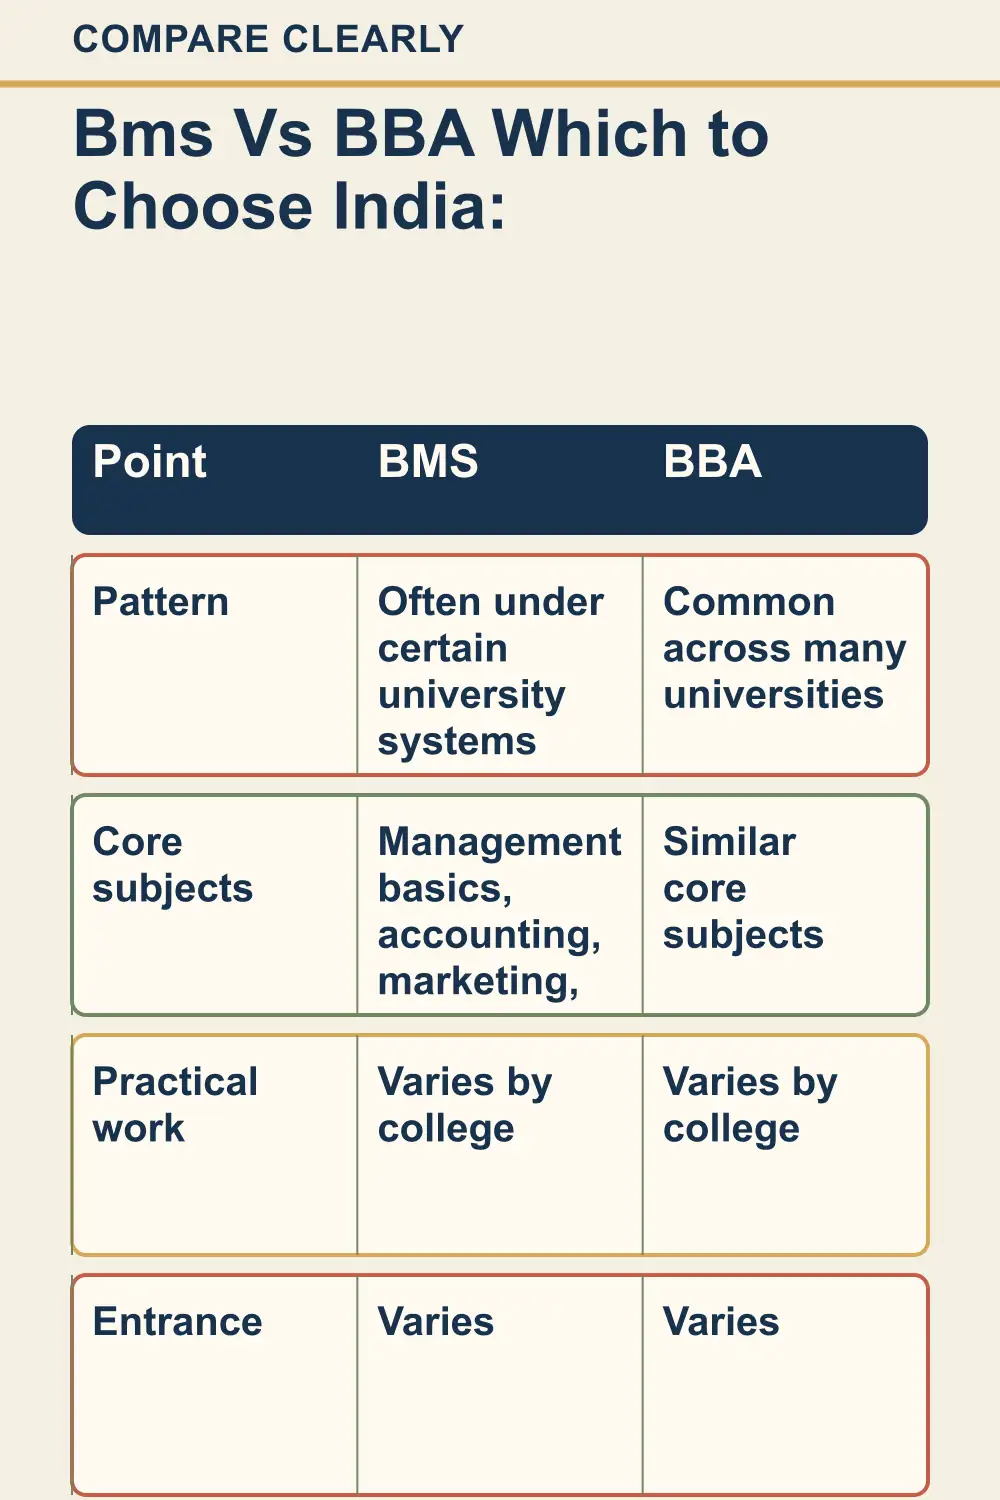 COMPARE CLEARLY
Bms Vs BBA Which to
Choose India:
Point
BMS
BBA
Pattern
Often under
certain
university
systems
Common
across many
universities
Core
subjects
Management
basics,
accounting,
marketing,
Similar
core
subjects
Practical
work
Varies by
college
Varies by
college
Entrance
Varies
Varies